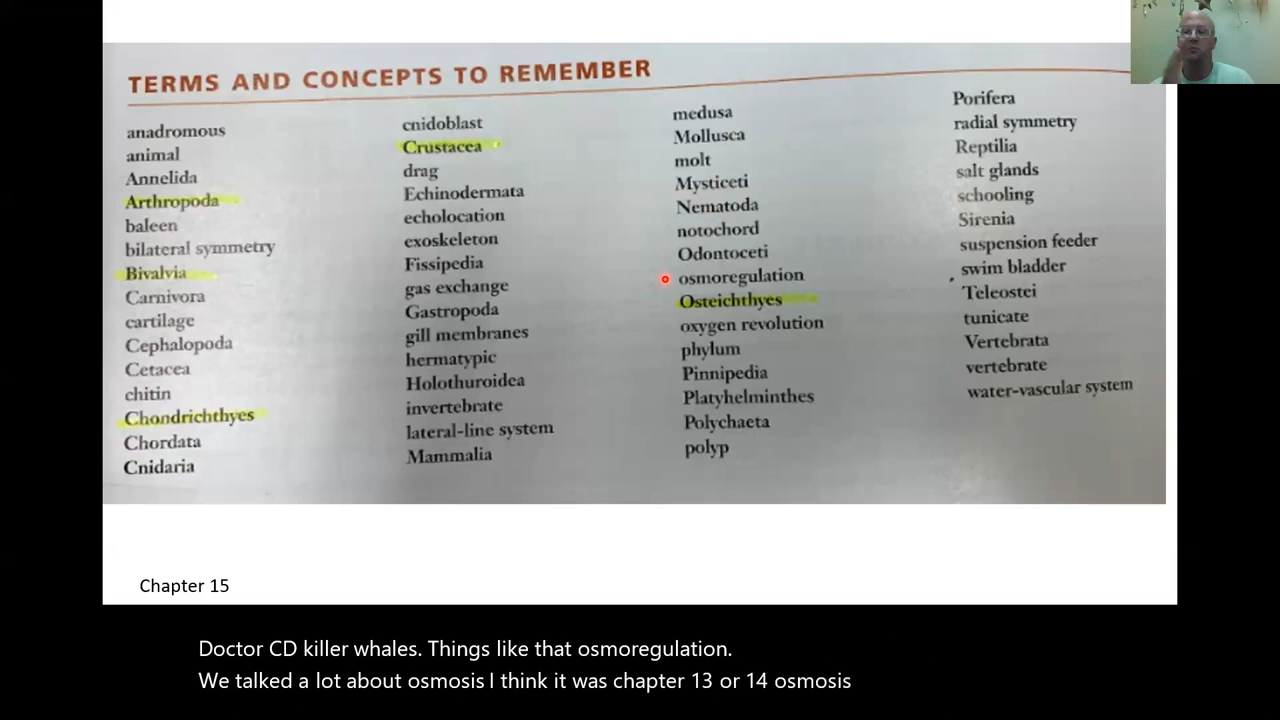 TERMS AND CONCEPTS TO REMEMBER
anadromous
animal
Annelida
Arthropoda
baleen
bilateral symmetry
Bivalvia
Carnivora
cartilage
Cephalopoda
Cetacea
chitin
Chondrichthyes
Chordata
Cnidaria
cnidoblast
Crustacea
drag
Echinodermata
echolocation
exoskeleton
Fissipedia
gas exchange
Gastropoda
gill membranes
hermatypic
Holothuroidea
invertebrate
lateral-line system
Mammalia
medusa
Mollusca
molt
Mysticeti
Nematoda
notochord
Odontoceti
osmoregulation
Osteichthyes
oxygen revolution
phylum
Pinnipedia
Platyhelminthes
Polychaeta
polyp
Porifera
radial symmetry
Reptilia
salt glands
schooling
Sirenia
suspension feeder
swim bladder
Teleostei
tunicate
Vertebrata
vertebrate
water-vascular system
Chapter 15
Doctor CD killer whales. Things like that osmoregulation.
We talked a lot about osmosis I think it was chapter 13 or 14 osmosis